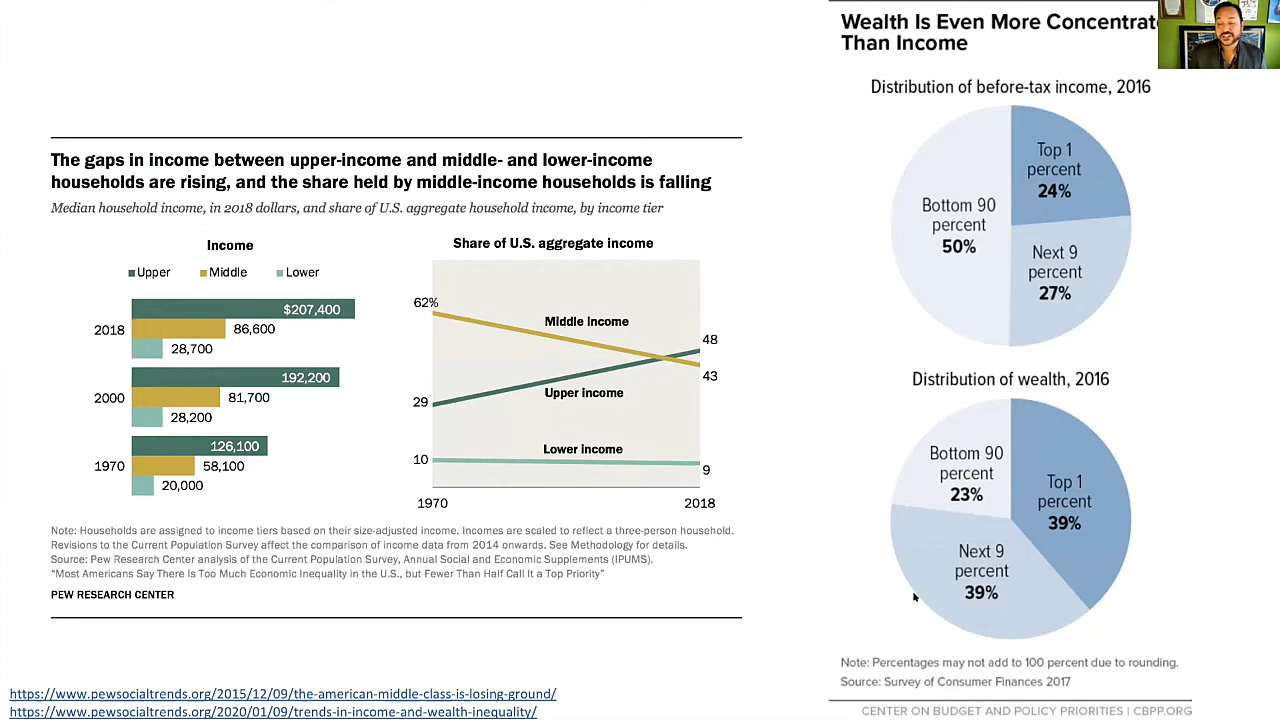 The gaps in income between upper-income and middle- and lower-income
households are rising, and the share held by middle-income households is falling
Median household income, in 2018 dollars, and share of U.S. aggregate household income, by income tier
Income
Upper Middle Lower
2018
$207,400
86,600
28,700
2000
192,200
81,700
28,200
1970
126,100
58,100
20,000
Share of U.S. aggregate income
62%
Middle income
48
43
29
Upper income
Lower income
10
9
1970 2018
Note: Households are assigned to income tiers based on their size-adjusted income. Incomes are scaled to reflect a three-person household.
Revisions to the Current Population Survey affect the comparison of income data from 2014 onwards. See Methodology for details.
Source: Pew Research Center analysis of the Current Population Survey, Annual Social and Economic Supplements (IPUMS).
“Most Americans Say There Is Too Much Economic Inequality in the U.S., but Fewer Than Half Call It a Top Priority”
PEW RESEARCH CENTER
https://www.pewsocialtrends.org/2015/12/09/the-american-middle-class-is-losing-ground/
https://www.pewsocialtrends.org/2020/01/09/trends-in-income-and-wealth-inequality/
Wealth Is Even More Concentrate
Than Income
Distribution of before-tax income, 2016
Top 1
percent
24%
Bottom 90
percent
50%
Next 9
percent
27%
Distribution of wealth, 2016
Bottom 90
percent
23%
Top 1
percent
39%
Next 9
percent
39%
Note: Percentages may not add to 100 percent due to rounding.
Source: Survey of Consumer Finances 2017
CENTER ON BUDGET AND POLICY PRIORITIES | CBPP.ORG